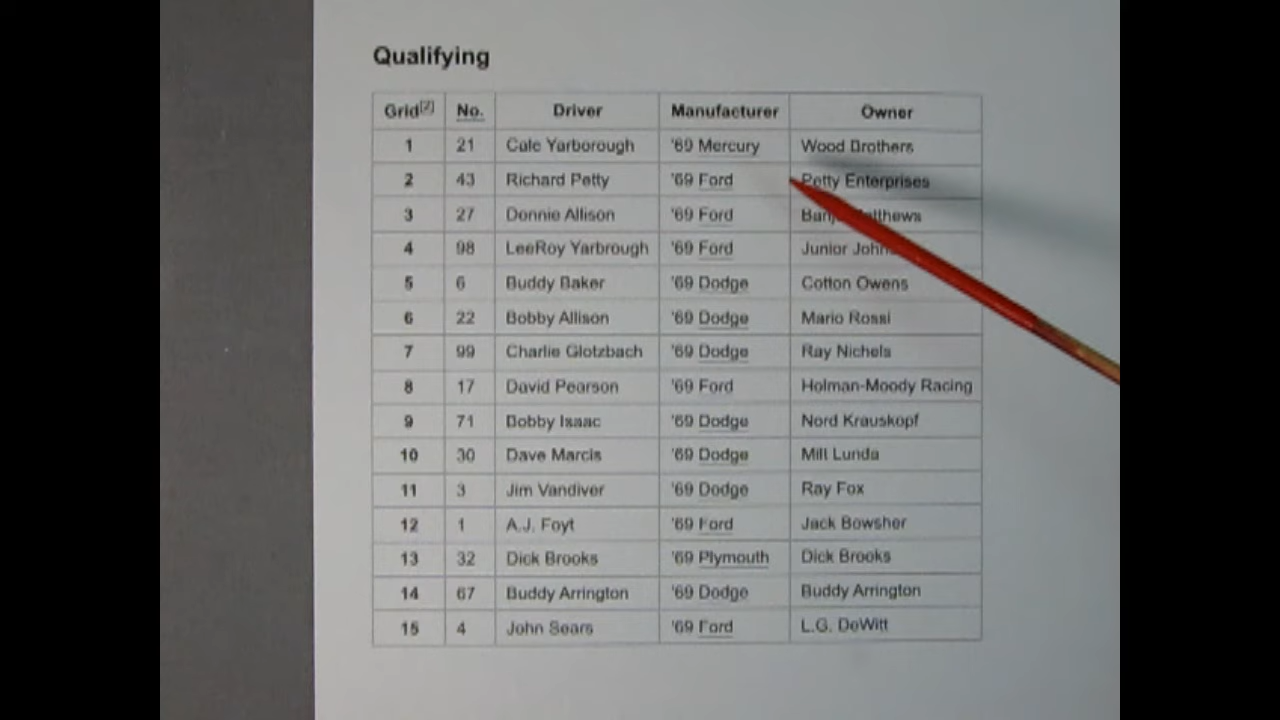 Qualifying
Grid[2] No. Driver Manufacturer Owner
1 21 Cale Yarborough '69 Mercury Wood Brothers
2 43 Richard Petty '69 Ford Petty Enterprises
3 27 Donnie Allison '69 Ford
4 98 LeeRoy Yarbrough '69 Ford Junior
5 6 Buddy Baker '69 Dodge Cotton Owens
6 22 Bobby Allison '69 Dodge Mario Rossi
7 99 Charlie Glotzbach '69 Dodge Ray Nichels
8 17 David Pearson '69 Ford Holman-Moody Racing
9 71 Bobby Isaac '69 Dodge Nord Krauskopf
10 30 Dave Marcis '69 Dodge Milt Lunda
11 3 Jim Vandiver '69 Dodge Ray Fox
12 1 A.J. Foyt '69 Ford Jack Bowsher
13 32 Dick Brooks '69 Plymouth Dick Brooks
14 67 Buddy Arrington '69 Dodge Buddy Arrington
15 4 John Sears '69 Ford L.G. DeWitt